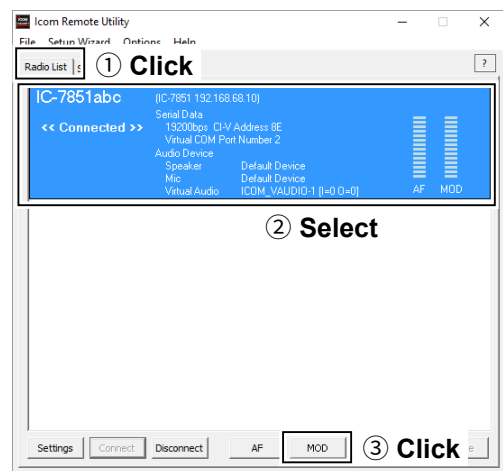 Icom Remote Utility
File Setup Wizard Options Help
Radio List
① Click
?
IC-7851abc (IC-7851 192.168.68.10)
Serial Data
<< Connected >> 19200bps CI-V Address 8E
Virtual COM Port Number 2
Audio Device
Speaker Default Device
Mic Default Device
Virtual Audio ICOM_VAUDIO-1 [I=0 O=0] AF MOD
② Select
Settings Connect Disconnect AF MOD ③ Click